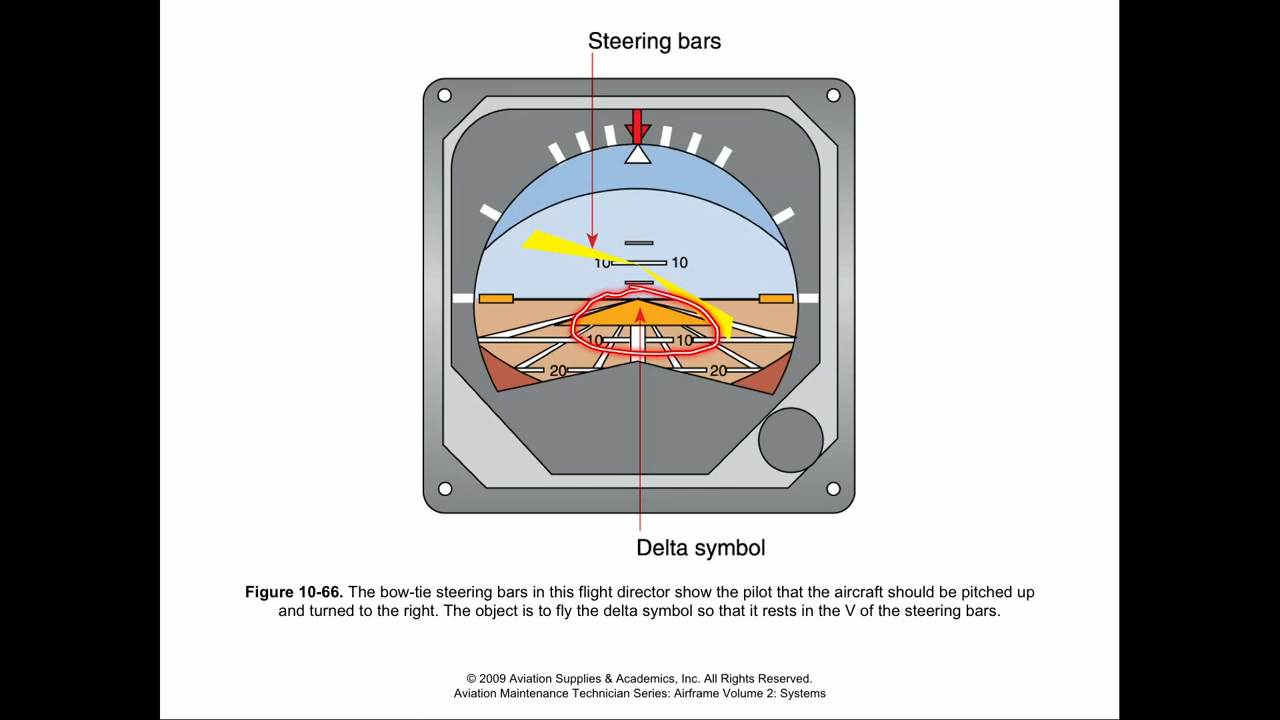 Steering bars
10 10
10 10
20 20
Delta symbol
Figure 10-66. The bow-tie steering bars in this flight director show the pilot that the aircraft should be pitched up
and turned to the right. The object is to fly the delta symbol so that it rests in the V of the steering bars.
© 2009 Aviation Supplies & Academics, Inc. All Rights Reserved.
Aviation Maintenance Technician Series: Airframe Volume 2: Systems